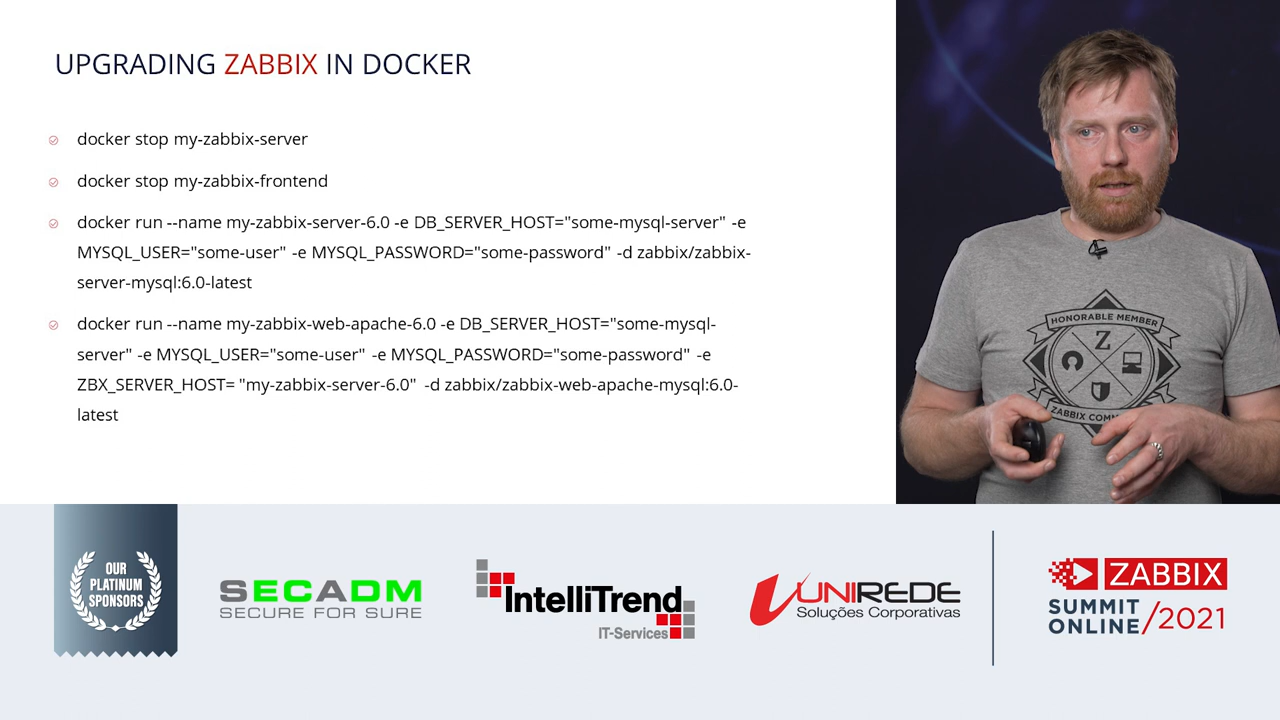 UPGRADING ZABBIX IN DOCKER
docker stop my-zabbix-server
docker stop my-zabbix-frontend
docker run --name my-zabbix-server-6.0 -e DB_SERVER_HOST="some-mysql-server" -e
MYSQL_USER="some-user" -e MYSQL_PASSWORD="some-password" -d zabbix/zabbix-
server-mysql:6.0-latest
docker run --name my-zabbix-web-apache-6.0 -e DB_SERVER_HOST="some-mysql-
server" -e MYSQL_USER="some-user" -e MYSQL_PASSWORD="some-password" -e
ZBX_SERVER_HOST= "my-zabbix-server-6.0" -d zabbix/zabbix-web-apache-mysql:6.0-
latest
HONORABLE MEMBER
Z
ZABBIX
OUR
PLATINUM
SPONSORS
SECADM
SECURE FOR SURE
IntelliTrend
IT-Services
UNIREDE
Soluções Corporativas
ZABBIX
SUMMIT
ONLINE/2021